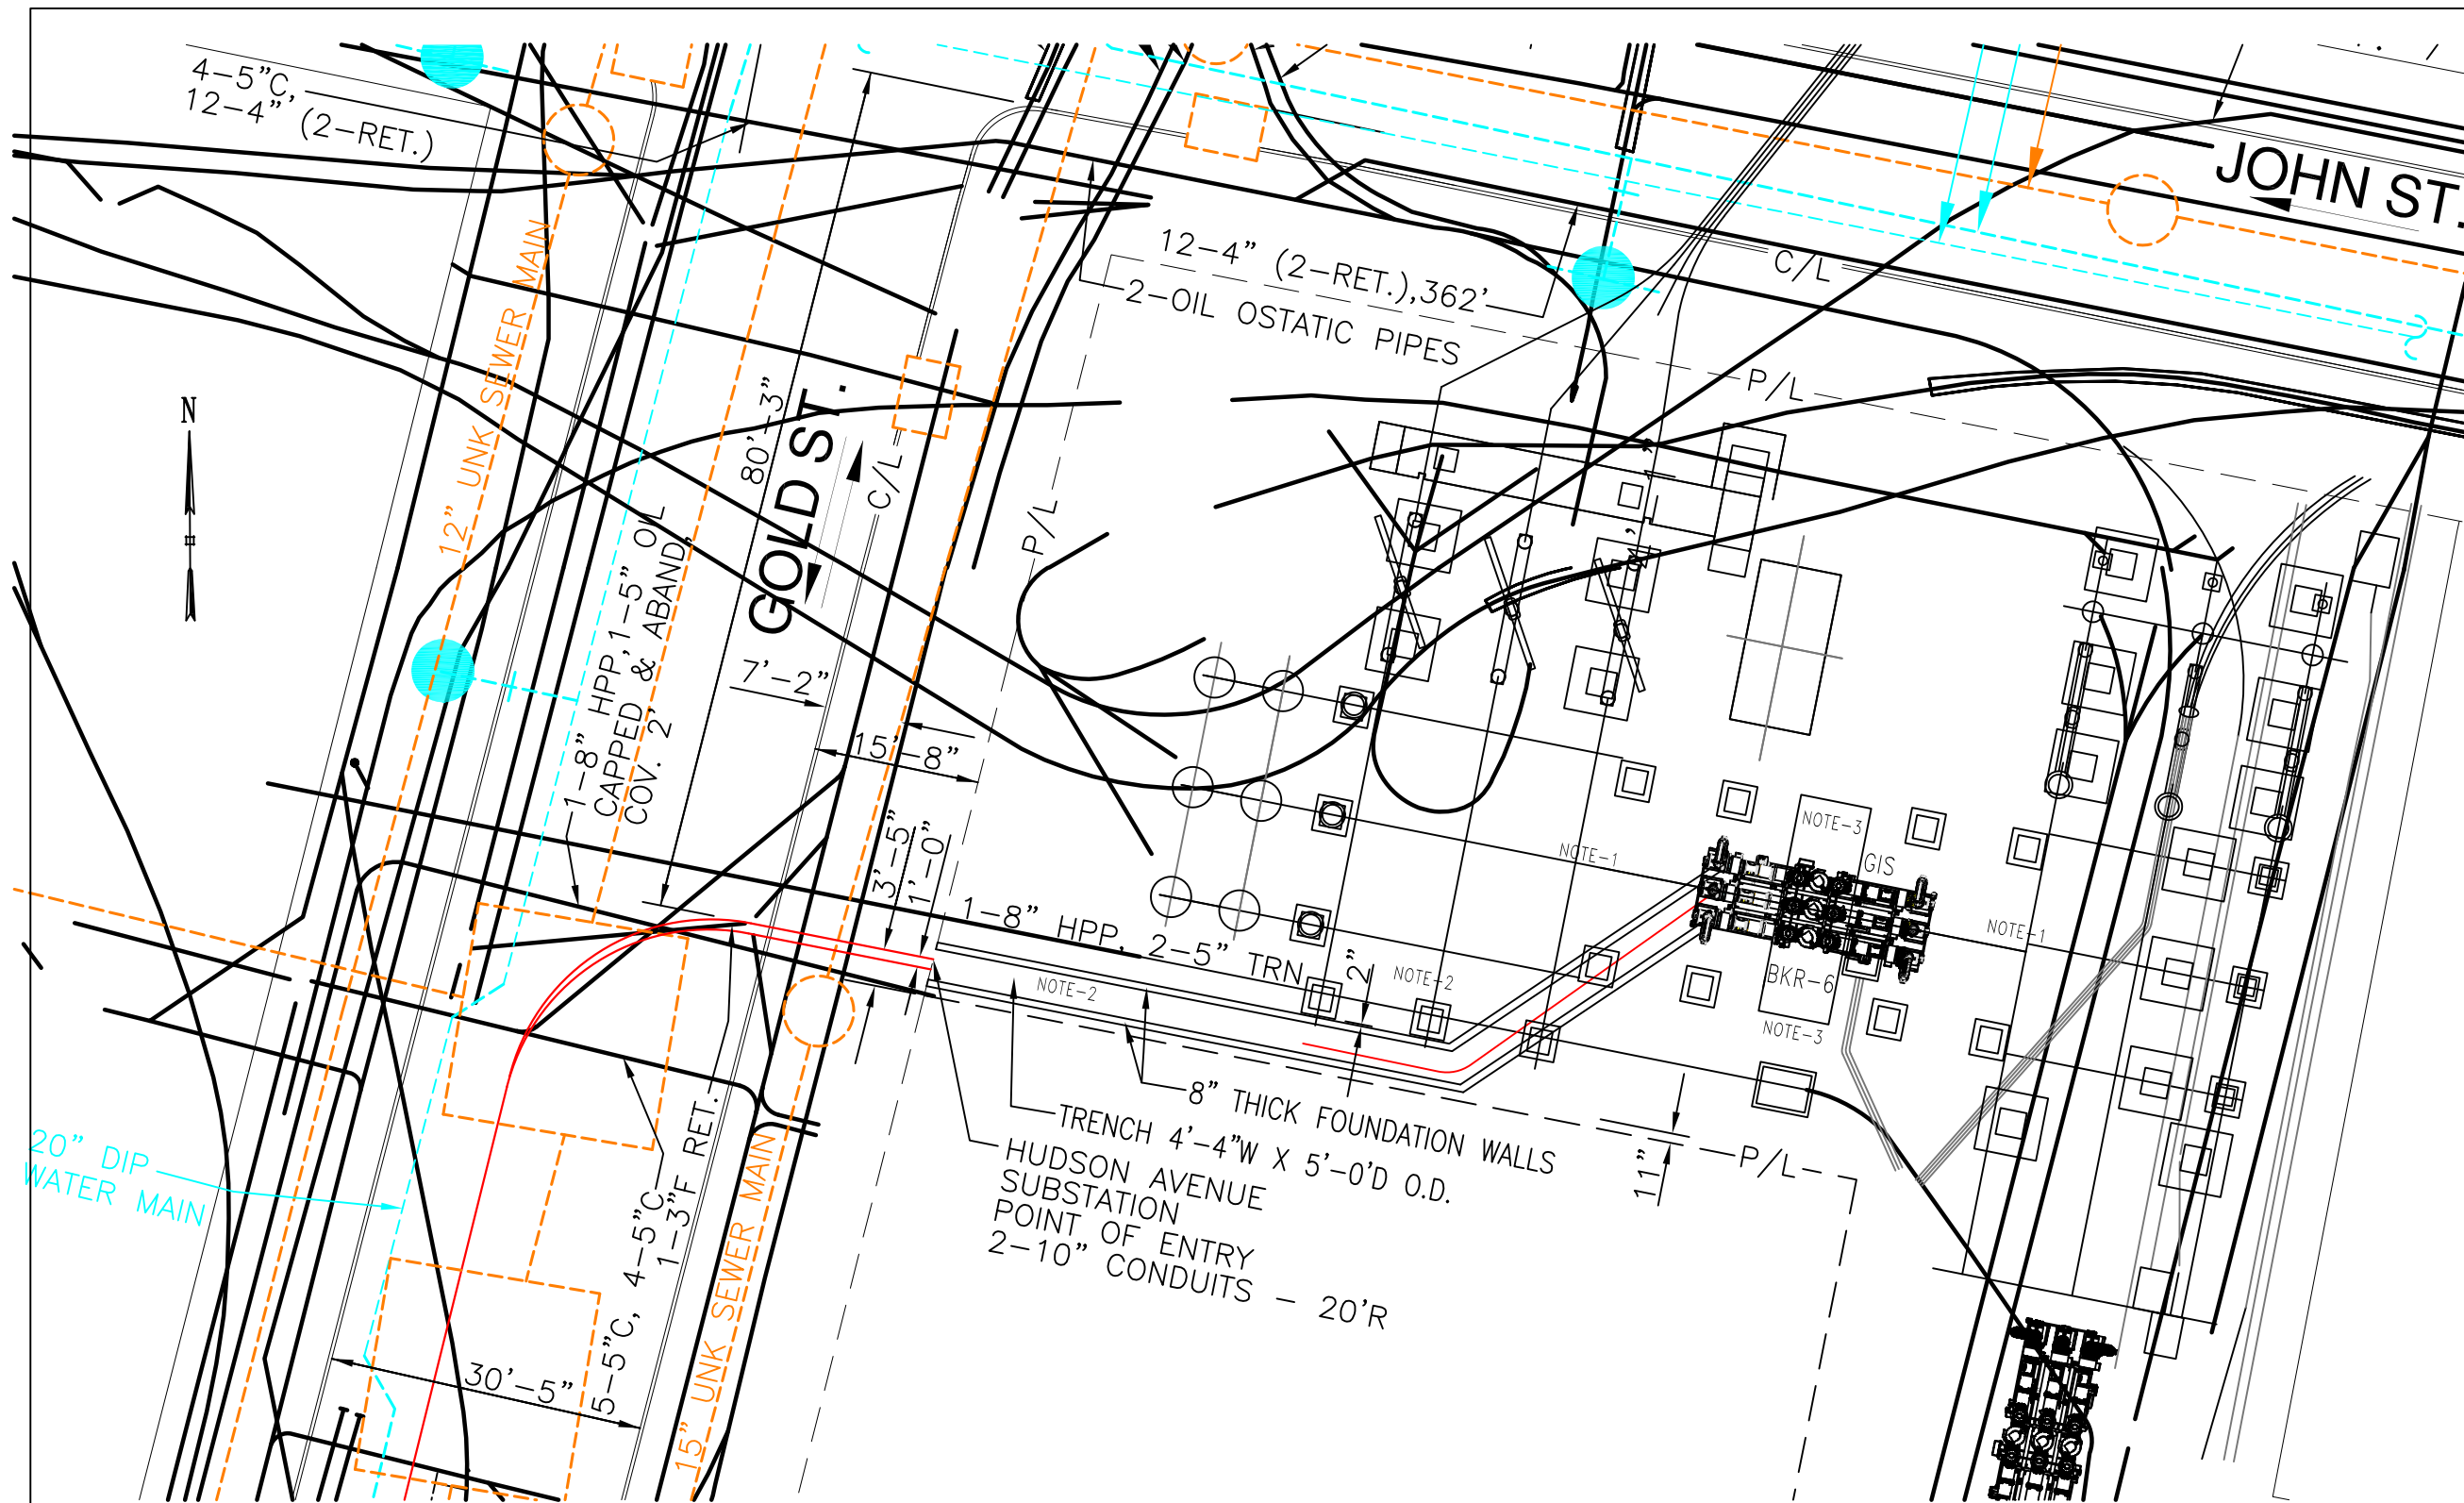 4-5"C,
12-4" (2-RET.)
JOHN ST.
12-4" (2-RET.),362'
2-OIL OSTATIC PIPES
C/L
P/L
N
12" UNK SEWER MAIN
1-8" HPP,1-5" OIL
CAPPED & ABAND,
COV. 2'
80'-3"
GOLD ST.
C/L
P/L
7'-2"
15'-8"
3'-5"
1'-0"
1-8" HPP, 2-5" TRN
2"
NOTE-1
NOTE-3
GIS
NOTE-1
BKR-6
NOTE-3
NOTE-2
NOTE-2
8" THICK FOUNDATION WALLS
TRENCH 4'-4"W X 5'-0'D O.D.
HUDSON AVENUE
SUBSTATION
POINT OF ENTRY
2-10" CONDUITS - 20'R
11"
P/L
20" DIP
WATER MAIN
5-5"C, 4-5"C
1-3"F RET.
30'-5"
15" UNK SEWER MAIN